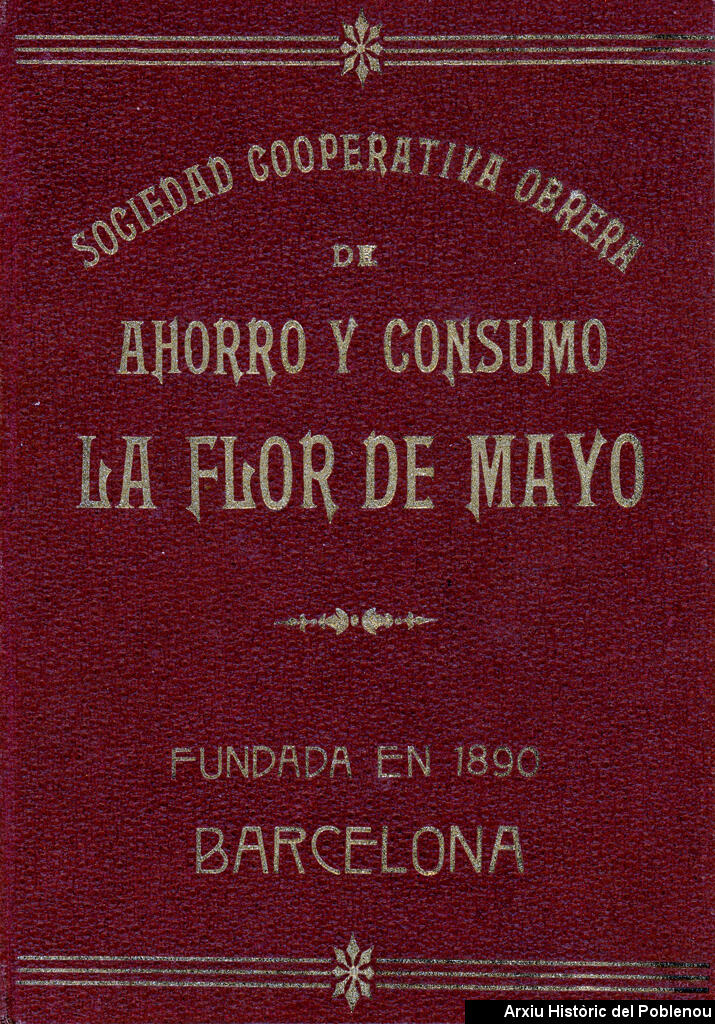 SOCIEDAD COOPERATIVA OBRERA
DE
AHORRO Y CONSUMO
LA FLOR DE MAYO
FUNDADA EN 1890
BARCELONA
Arxiu Històric del Poblenou